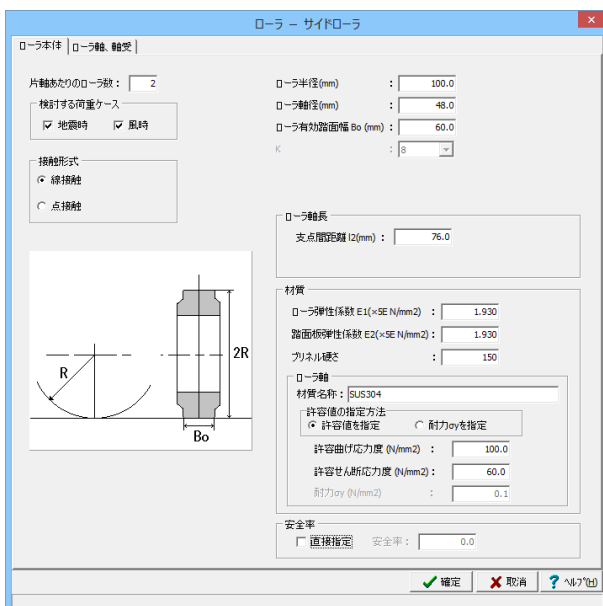 ローラ － サイドローラ
ローラ本体 ローラ軸、軸受
片軸あたりのローラ数： 2
検討する荷重ケース
地震時 風時
接触形式
線接触
点接触
ローラ半径(mm) ： 100.0
ローラ軸径(mm) ： 48.0
ローラ有効踏面幅 Bo (mm) ： 60.0
K ： 8
ローラ軸長
支点間距離 l2(mm) ： 76.0
R
2R
Bo
材質
ローラ弾性係数 E1(×5E N/mm2) ： 1.930
踏面板弾性係数 E2(×5E N/mm2)： 1.930
ブリネル硬さ ： 150
ローラ軸
材質名称： SUS304
許容値の指定方法
許容値を指定 耐力σyを指定
許容曲げ応力度 (N/mm2) ： 100.0
許容せん断応力度 (N/mm2)： 60.0
耐力σy (N/mm2) ： 0.1
安全率
直接指定 安全率： 0.0
確定 取消 ヘルプ(H)